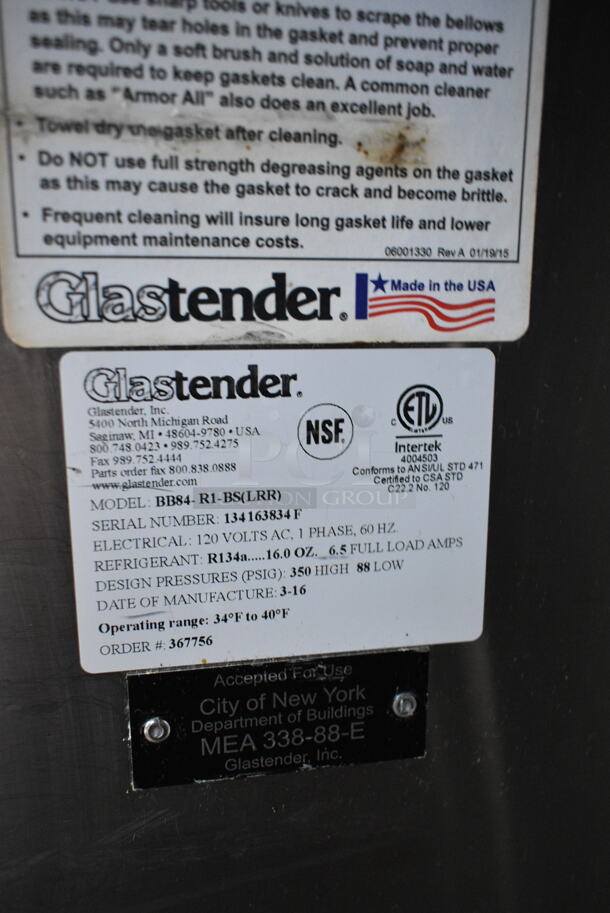 sharp tools or knives to scrape the bellows
as this may tear holes in the gasket and prevent proper
sealing. Only a soft brush and solution of soap and water
are required to keep gaskets clean. A common cleaner
such as "Armor All" also does an excellent job.
• Towel dry the gasket after cleaning.
• Do NOT use full strength degreasing agents on the gasket
as this may cause the gasket to crack and become brittle.
• Frequent cleaning will insure long gasket life and lower
equipment maintenance costs.
06001330 Rev A 01/19/15
Glastender®
Made in the USA
Glastender®
Glastender, Inc.
5400 North Michigan Road
Saginaw, MI • 48604-9780 • USA
800.748.0423 • 989.752.4275
Fax 989.752.4444
Parts order fax 800.838.0888
www.glastender.com
NSF®
C ETL US
Intertek
4004503
Conforms to ANSI/UL STD 471
Certified to CSA STD
C22.2 No. 120
MODEL: BB84-R1-BS(LRR)
SERIAL NUMBER: 134163834 F
ELECTRICAL: 120 VOLTS AC, 1 PHASE, 60 HZ
REFRIGERANT: R134a.....16.0 OZ. 6.5 FULL LOAD AMPS
DESIGN PRESSURES (PSIG): 350 HIGH 88 LOW
DATE OF MANUFACTURE: 3-16
Operating range: 34°F to 40°F
ORDER #: 367756
Accepted For Use
City of New York
Department of Buildings
MEA 338-88-E
Glastender, Inc.